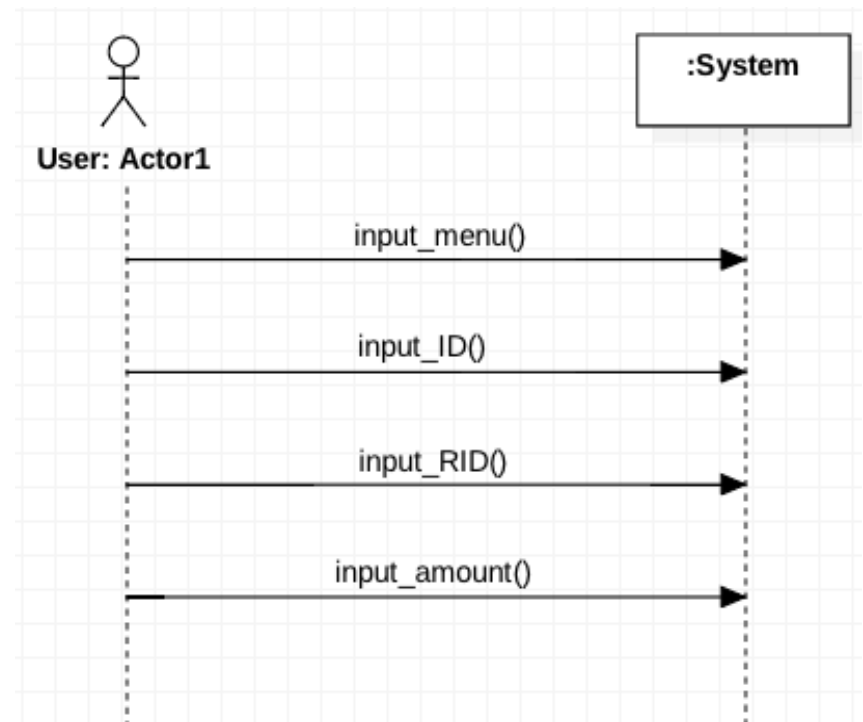 :System
User: Actor1
input_menu()
input_ID()
input_RID()
input_amount()